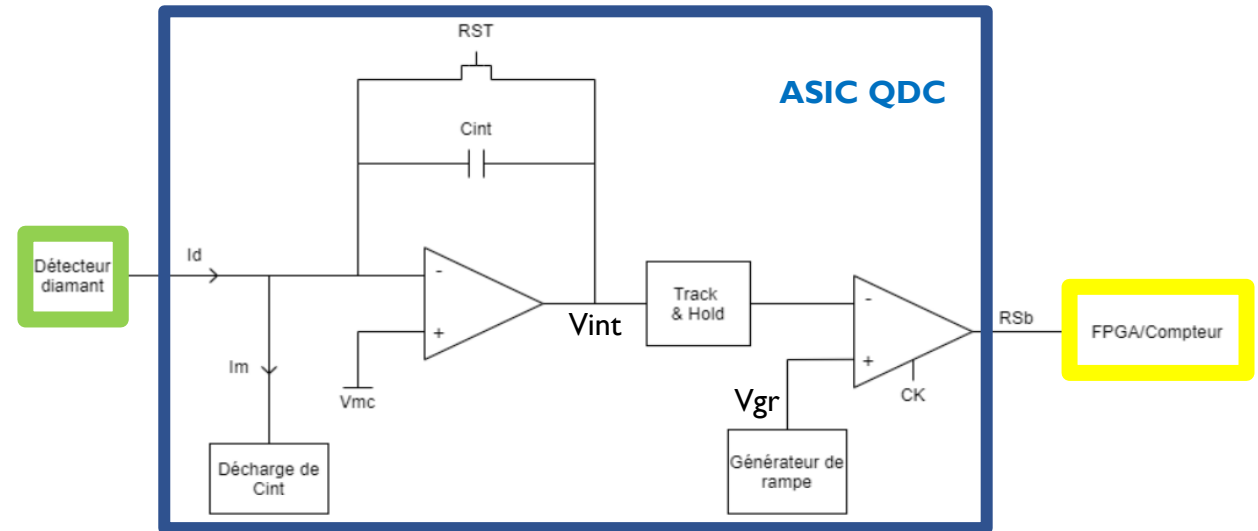 RST
ASIC QDC
Cint
Détecteur
diamant
Id
-
+
Vint
Track
& Hold
-
+
RSb
FPGA/Compteur
Im
Vmc
CK
Vgr
Décharge de
Cint
Générateur de
rampe